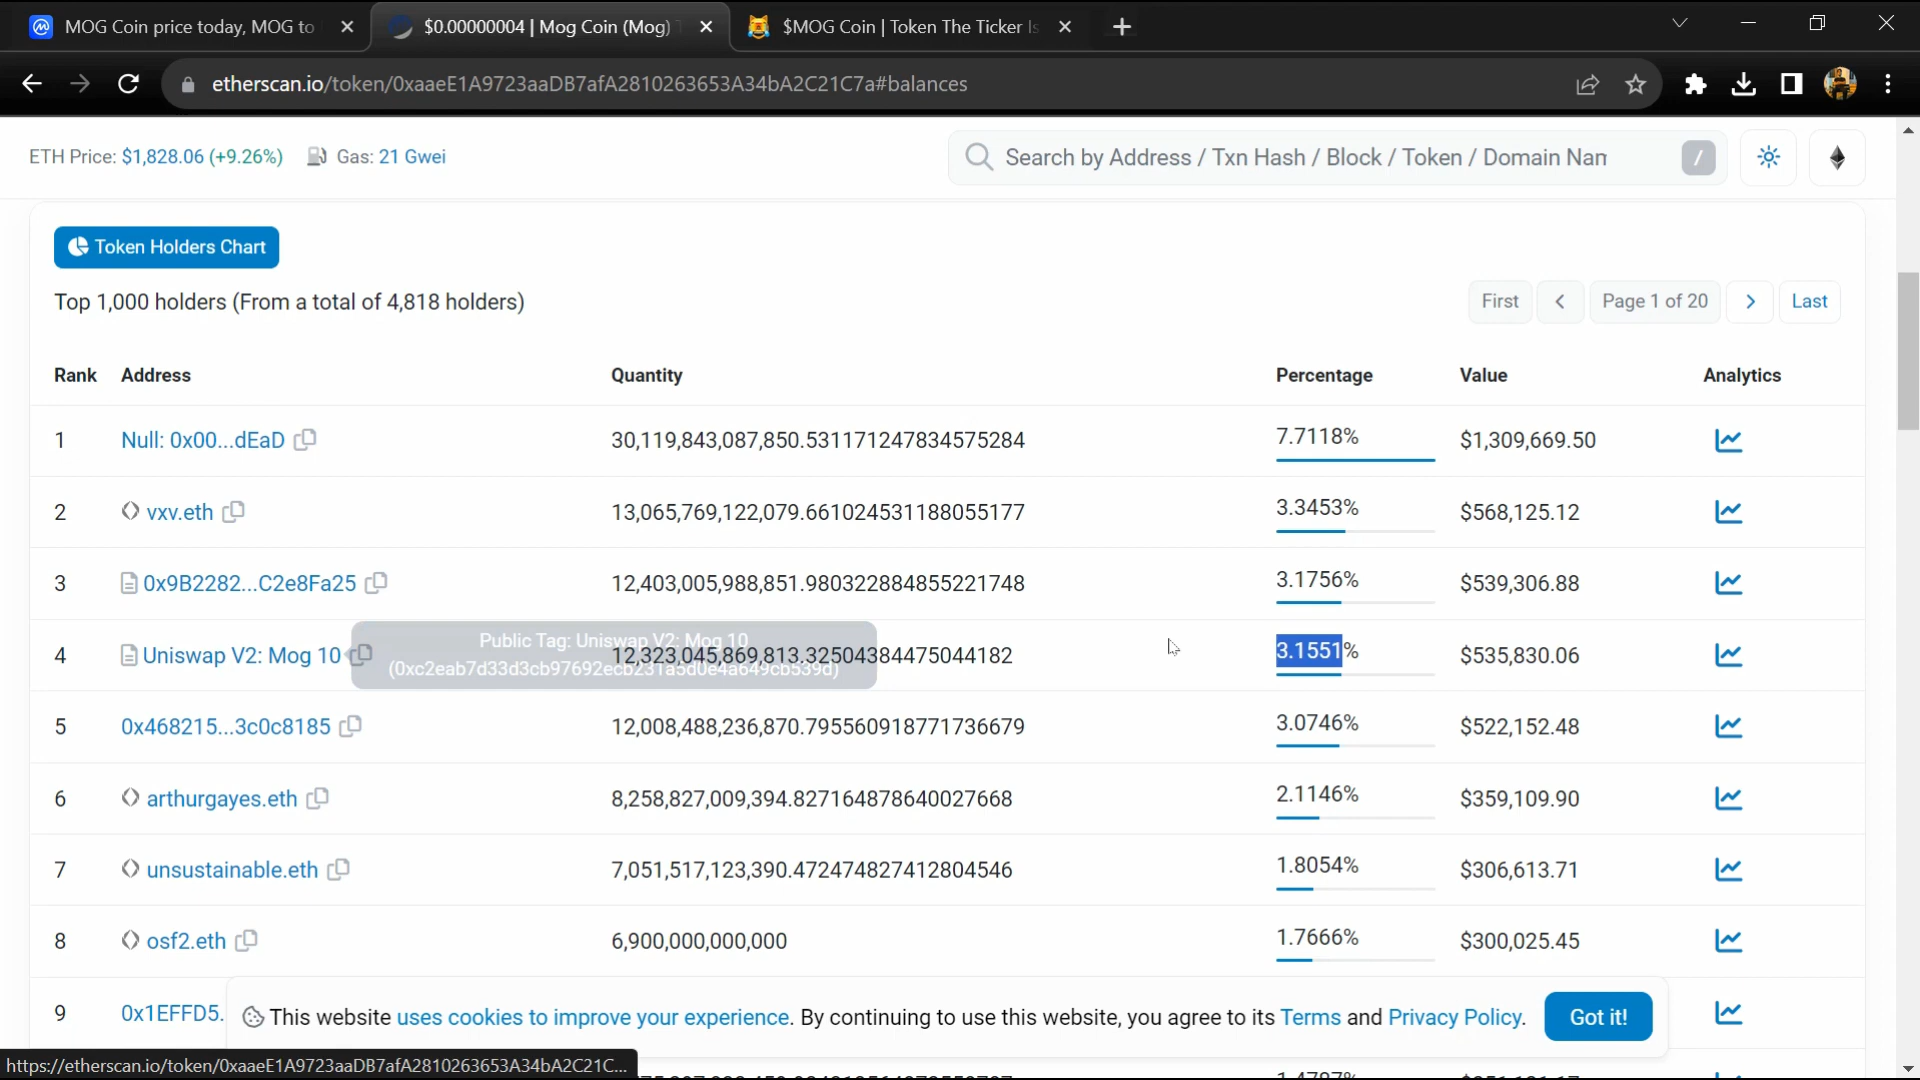 MOG Coin price today, MOG to
$0.00000004 | Mog Coin (Mog) T
$MOG Coin | Token The Ticker Is
etherscan.io/token/0xaaeE1A9723aaDB7afA2810263653A34bA2C21C7a#balances
ETH Price: $1,828.06 (+9.26%) Gas: 21 Gwei
Search by Address / Txn Hash / Block / Token / Domain Nam
/
Token Holders Chart
Top 1,000 holders (From a total of 4,818 holders)
First < Page 1 of 20 > Last
Rank Address Quantity Percentage Value Analytics
1 Null: 0x00...dEaD 30,119,843,087,850.531171247834575284 7.7118% $1,309,669.50
2 vxv.eth 13,065,769,122,079.661024531188055177 3.3453% $568,125.12
3 0x9B2282...C2e8Fa25 12,403,005,988,851.980322884855221748 3.1756% $539,306.88
Public Tag: Uniswap V2: Mog 10
4 Uniswap V2: Mog 10 12,323,045,869,813.32504384475044182 3.1551% $535,830.06
(0xc2eab7d33d3cb97692ecb231a5d0e4a649cb539d)
5 0x468215...3c0c8185 12,008,488,236,870.795560918771736679 3.0746% $522,152.48
6 arthurgayes.eth 8,258,827,009,394.827164878640027668 2.1146% $359,109.90
7 unsustainable.eth 7,051,517,123,390.472474827412804546 1.8054% $306,613.71
8 osf2.eth 6,900,000,000,000 1.7666% $300,025.45
9 0x1EFFD5.
This website uses cookies to improve your experience. By continuing to use this website, you agree to its Terms and Privacy Policy. Got it!
https://etherscan.io/token/0xaaeE1A9723aaDB7afA2810263653A34bA2C21C...